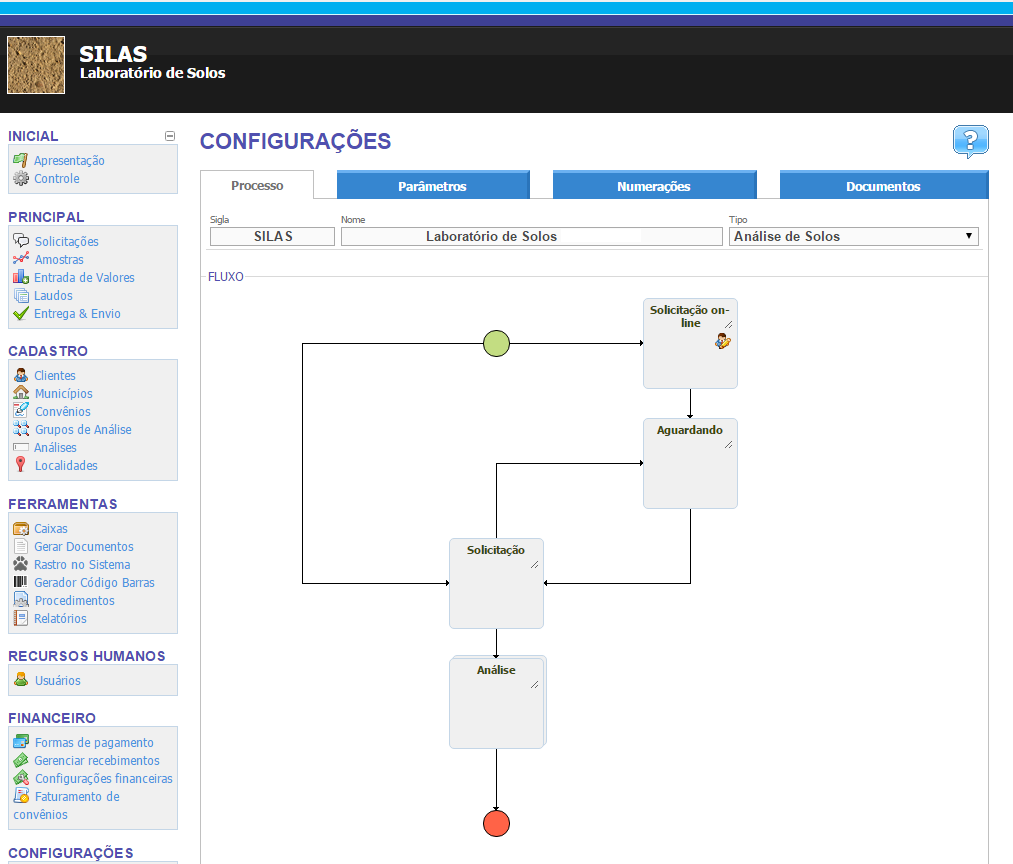 SILAS
Laboratório de Solos
INICIAL
Apresentação
Controle
PRINCIPAL
Solicitações
Amostras
Entrada de Valores
Laudos
Entrega & Envio
CADASTRO
Clientes
Municípios
Convênios
Grupos de Análise
Análises
Localidades
FERRAMENTAS
Caixas
Gerar Documentos
Rastro no Sistema
Gerador Código Barras
Procedimentos
Relatórios
RECURSOS HUMANOS
Usuários
FINANCEIRO
Formas de pagamento
Gerenciar recebimentos
Configurações financeiras
Faturamento de
convênios
CONFIGURAÇÕES
CONFIGURAÇÕES
?
Processo
Parâmetros
Numerações
Documentos
Sigla
Nome
Tipo
SILAS
Laboratório de Solos
Análise de Solos
FLUXO
Solicitação on-
line
Aguardando
Solicitação
Análise